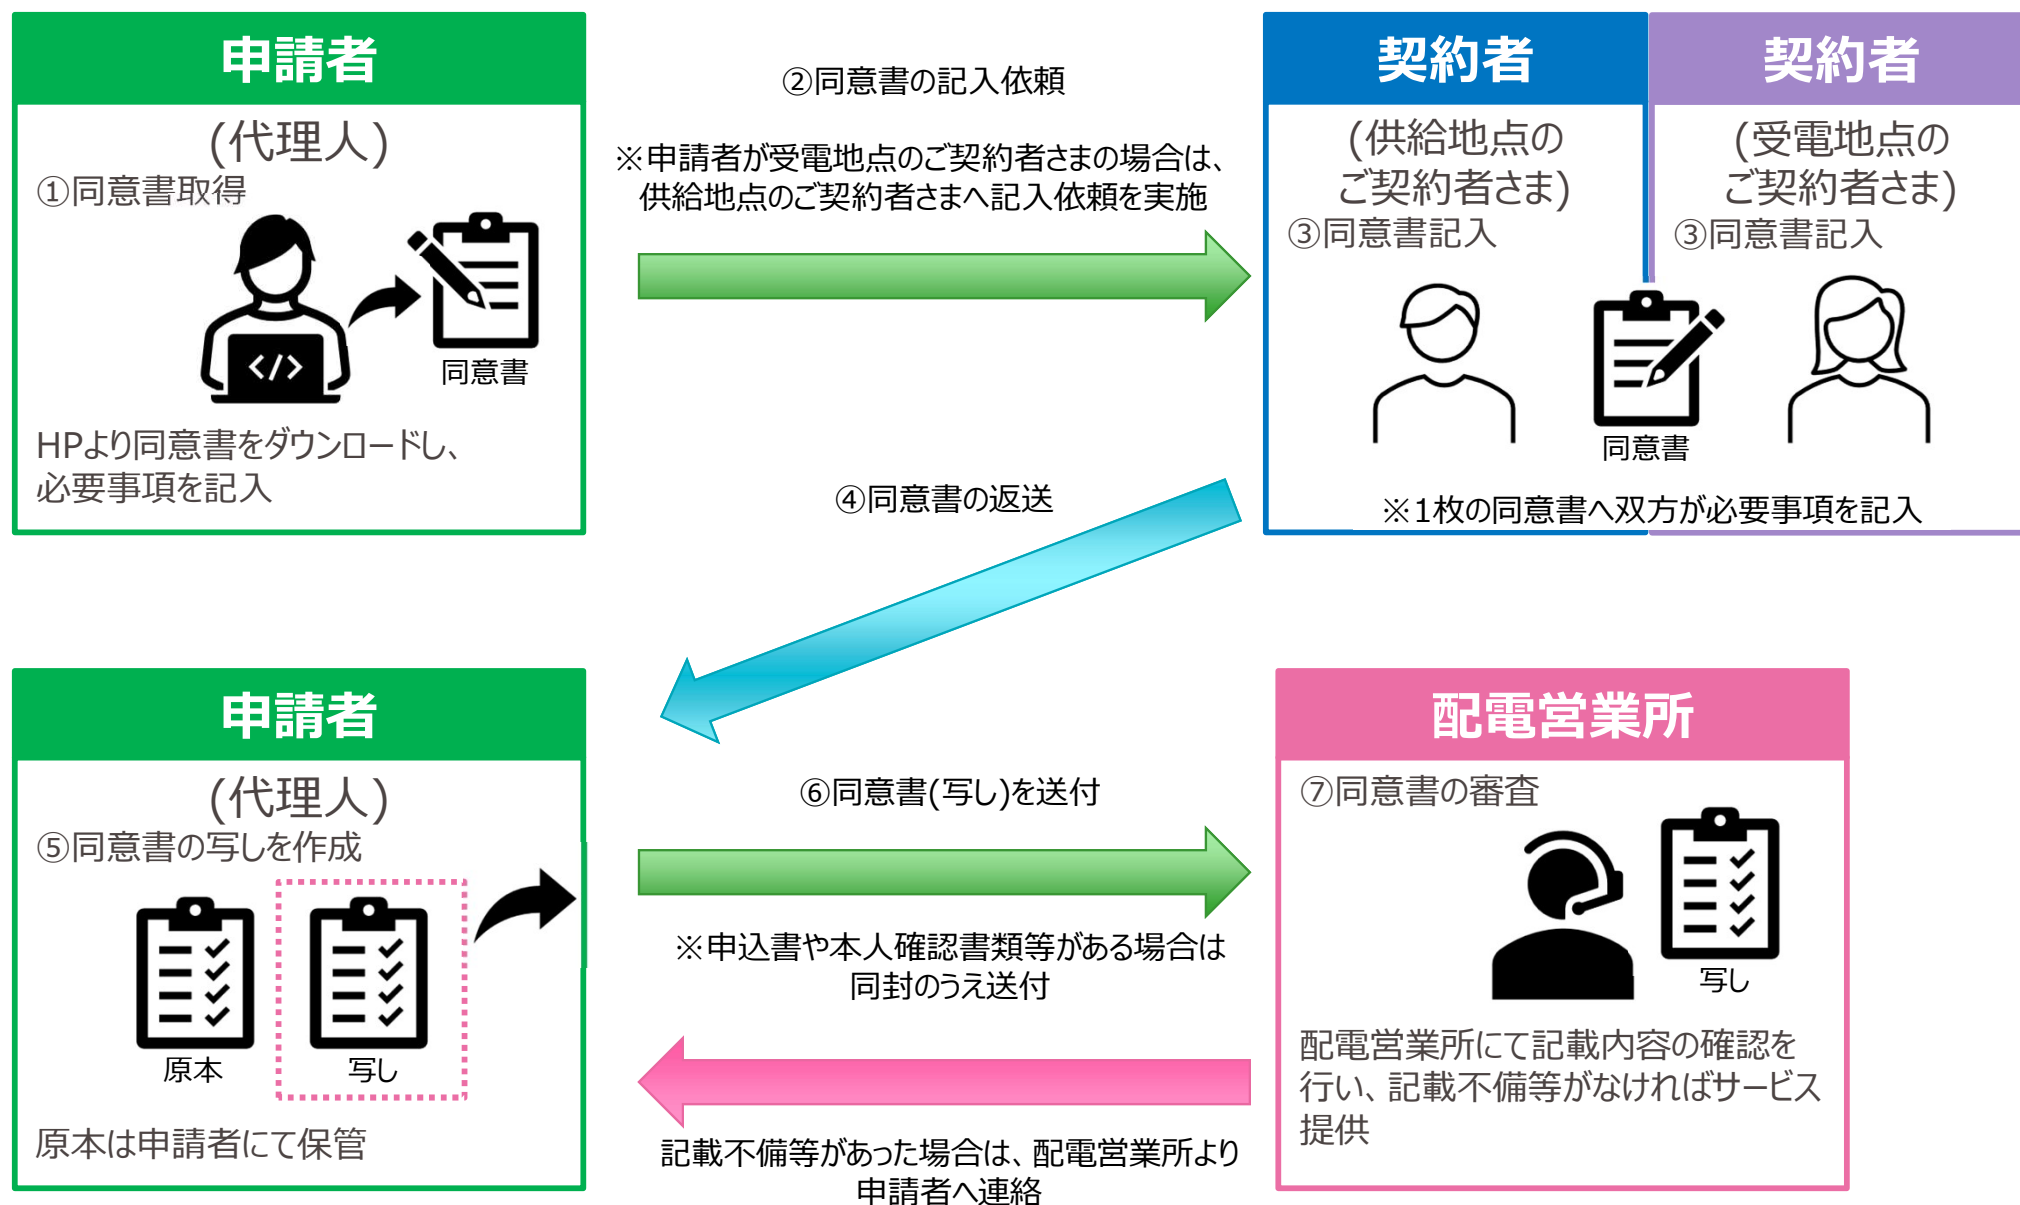 申請者
(代理人)
①同意書取得
同意書
HPより同意書をダウンロードし、
必要事項を記入
②同意書の記入依頼
※申請者が受電地点のご契約者さまの場合は、
供給地点のご契約者さまへ記入依頼を実施
契約者
(供給地点の
ご契約者さま)
③同意書記入
契約者
(受電地点の
ご契約者さま)
③同意書記入
同意書
※1枚の同意書へ双方が必要事項を記入
④同意書の返送
申請者
(代理人)
⑤同意書の写しを作成
原本
写し
原本は申請者にて保管
⑥同意書(写し)を送付
※申込書や本人確認書類等がある場合は
同封のうえ送付
記載不備等があった場合は、配電営業所より
申請者へ連絡
配電営業所
⑦同意書の審査
写し
配電営業所にて記載内容の確認を
行い、記載不備等がなければサービス
提供